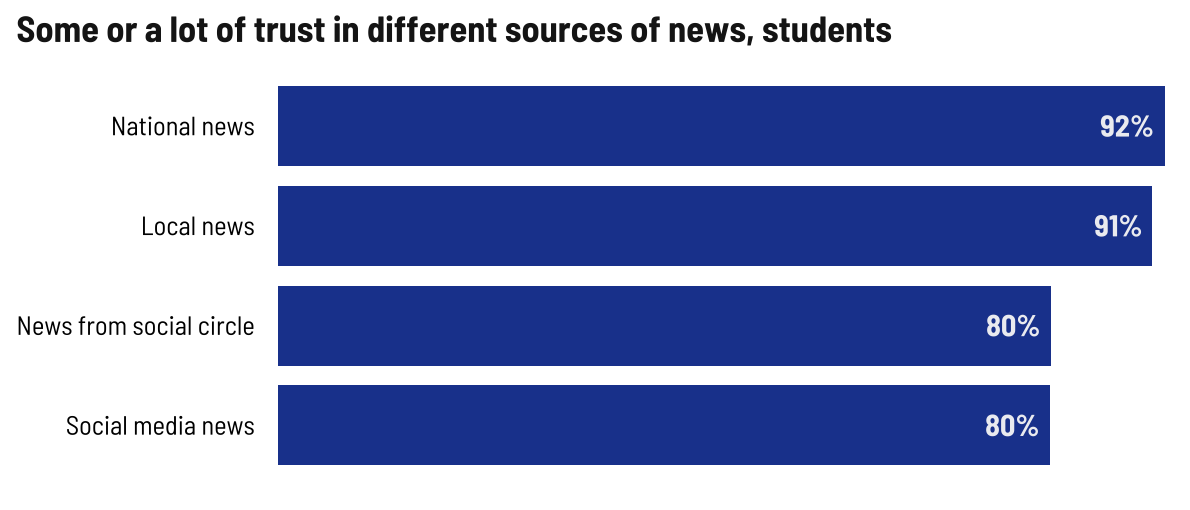 Some or a lot of trust in different sources of news, students
National news 92%
Local news 91%
News from social circle 80%
Social media news 80%